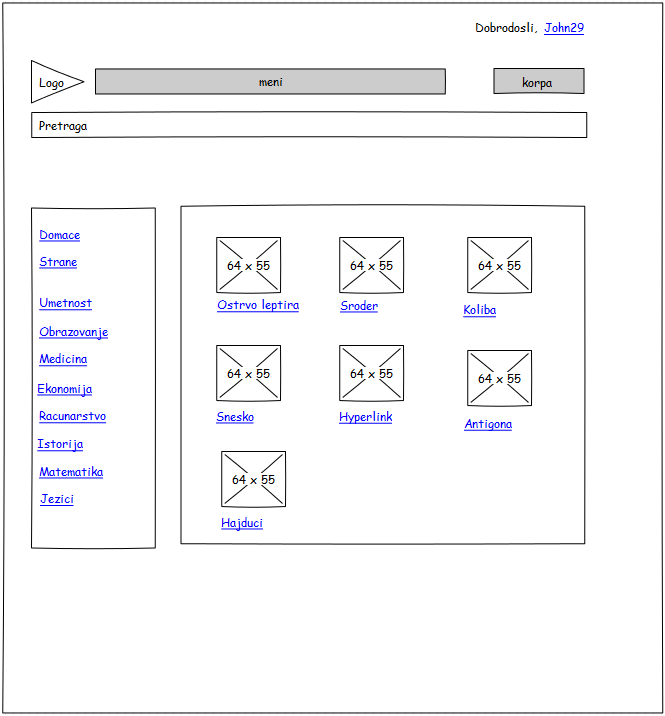 Dobrodosli, John29
Logo
meni
korpa
Pretraga
Domace
Strane
Umetnost
Obrazovanje
Medicina
Ekonomija
Racunarstvo
Istorija
Matematika
Jezici
64 x 55
64 x 55
64 x 55
Ostrvo leptira
Sroder
Koliba
64 x 55
64 x 55
64 x 55
Snesko
Hyperlink
Antigona
64 x 55
Hajduci